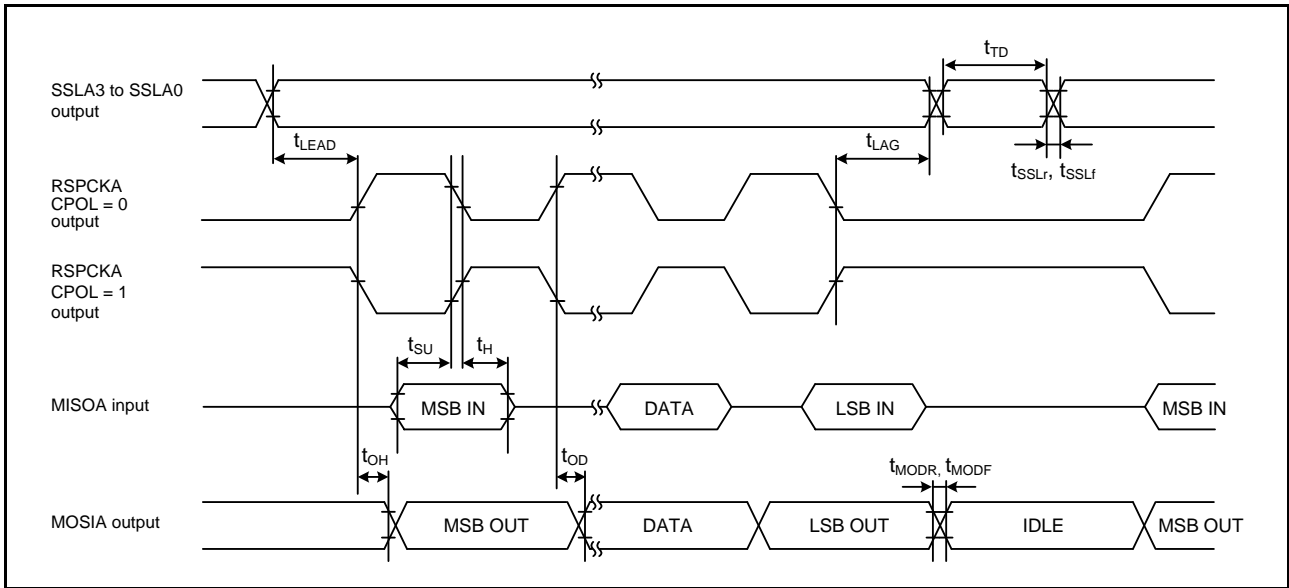 tTD
SSLA3 to SSLA0
output
tLEAD
tLAG
tSSLr, tSSLf
RSPCKA
CPOL = 0
output
RSPCKA
CPOL = 1
output
tSU
tH
MISOA input
MSB IN
DATA
LSB IN
MSB IN
tOH
tOD
tMODR, tMODF
MOSIA output
MSB OUT
DATA
LSB OUT
IDLE
MSB OUT